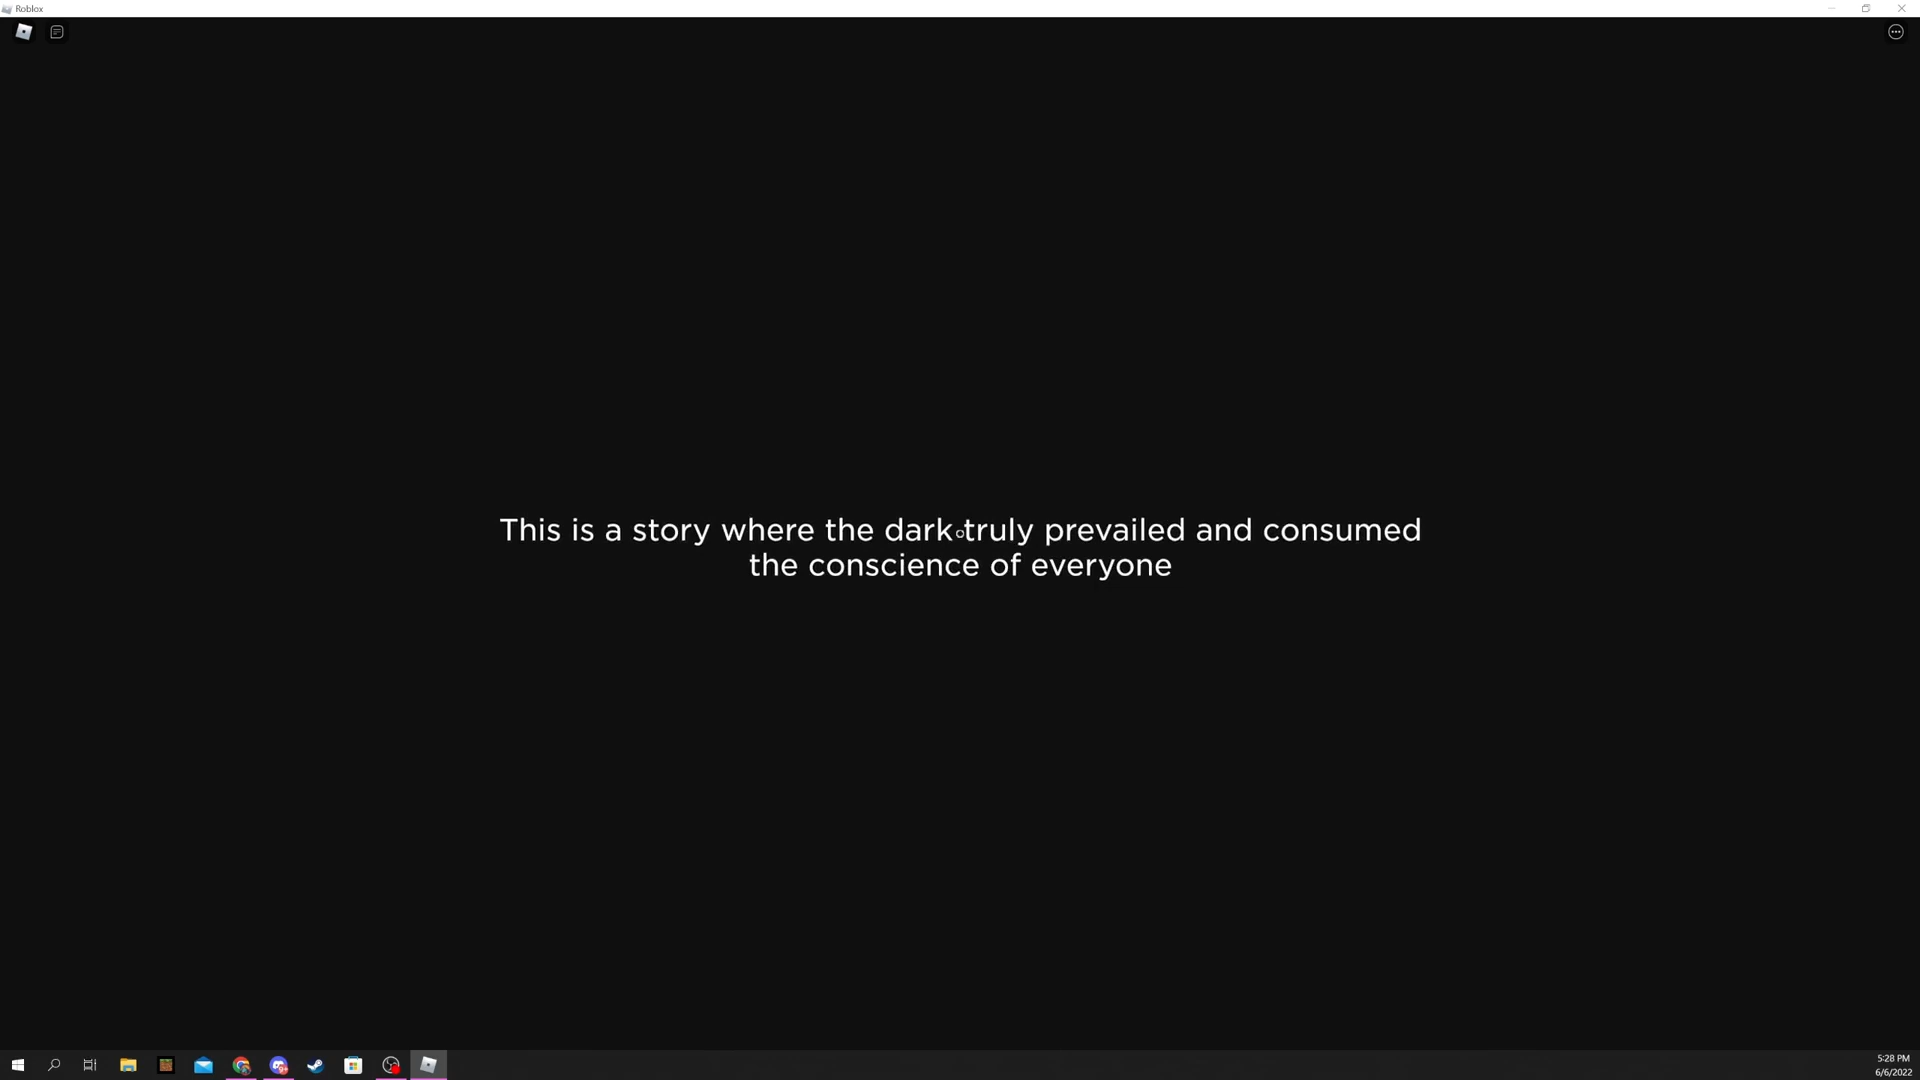 Roblox
This is a story where the dark truly prevailed and consumed
the conscience of everyone
5:28 PM
6/6/2022